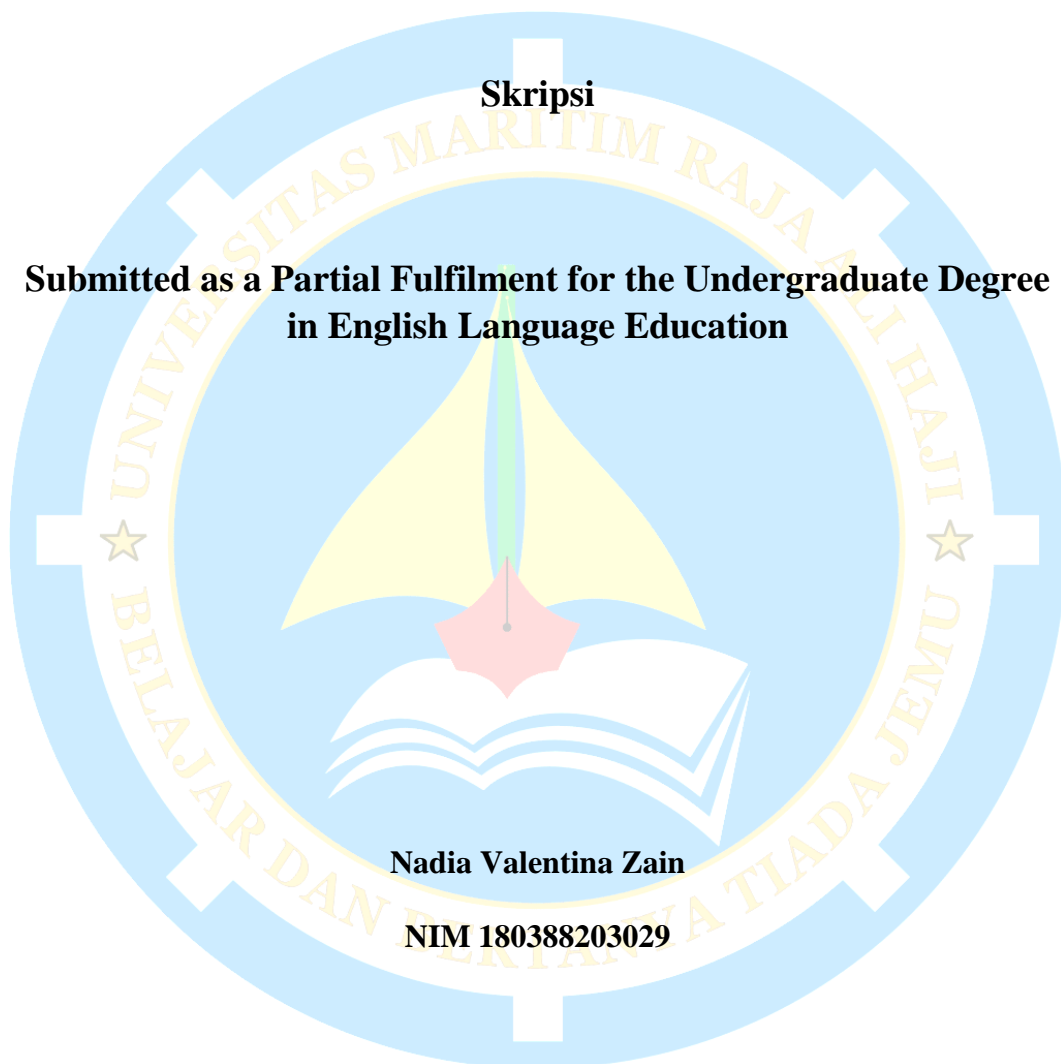 Skripsi
UNIVERSITAS MARITIM RAJA ALI HAJI
Submitted as a Partial Fulfilment for the Undergraduate Degree
in English Language Education
BELAJAR DAN BERTANYA TIADA JEMU
Nadia Valentina Zain
NIM 180388203029